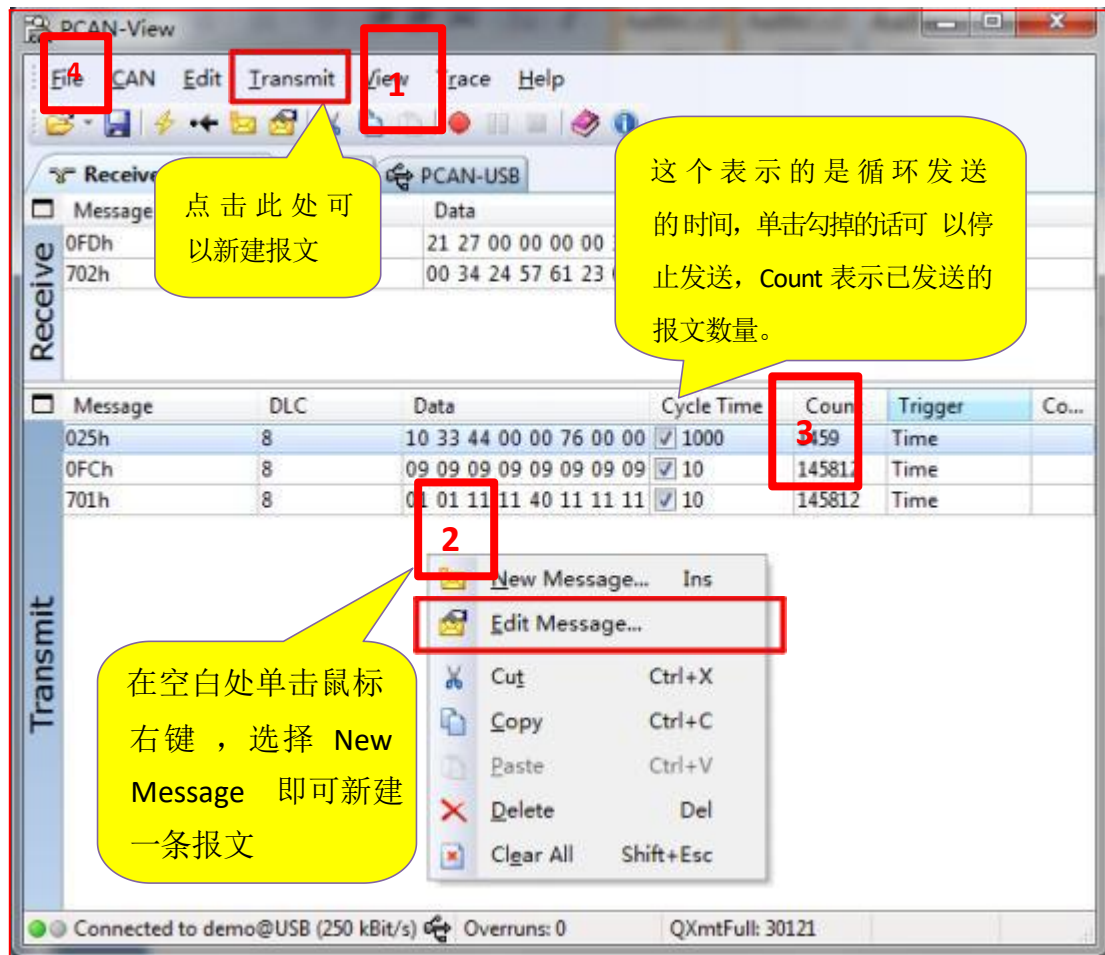 PCAN-View
File CAN Edit Transmit View Trace Help
4
1
Receive
PCAN-USB
点击此处可
以新建报文
这个表示的是循环发送
的时间，单击勾掉的话可 以停
止发送，Count 表示已发送的
报文数量。
Message Data
0FDh 21 27 00 00 00 00
702h 00 34 24 57 61 23
Receive
Message DLC Data Cycle Time Coun Trigger Co...
025h 8 10 33 44 00 00 76 00 00 1000 1459 Time
0FCh 8 09 09 09 09 09 09 09 09 10 145812 Time
701h 8 01 01 11 11 40 11 11 11 10 145812 Time
3
2
New Message... Ins
Edit Message...
Cut Ctrl+X
Copy Ctrl+C
Paste Ctrl+V
Delete Del
Clear All Shift+Esc
在空白处单击鼠标
右键 ，选择 New
Message 即可新建
一条报文
Transmit
Connected to demo@USB (250 kBit/s) Overruns: 0 QXmtFull: 30121